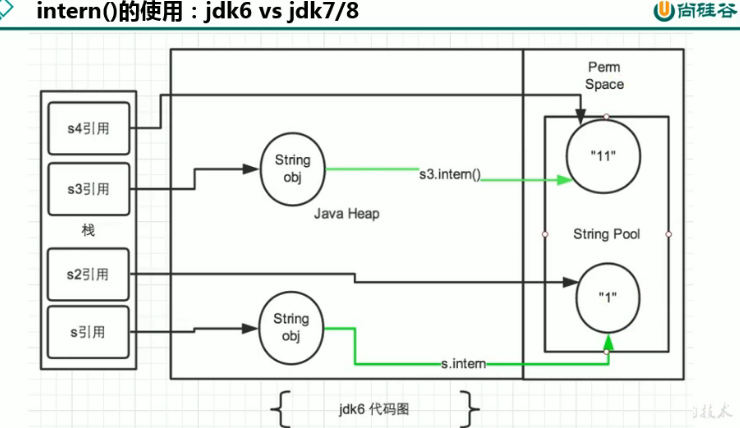 intern()的使用：jdk6 vs jdk7/8
尚硅谷
Perm
Space
s4引用
"11"
String
obj
s3.intern()
s3引用
Java Heap
栈
String Pool
s2引用
"1"
String
obj
s引用
s.intern
jdk6 代码图
技术